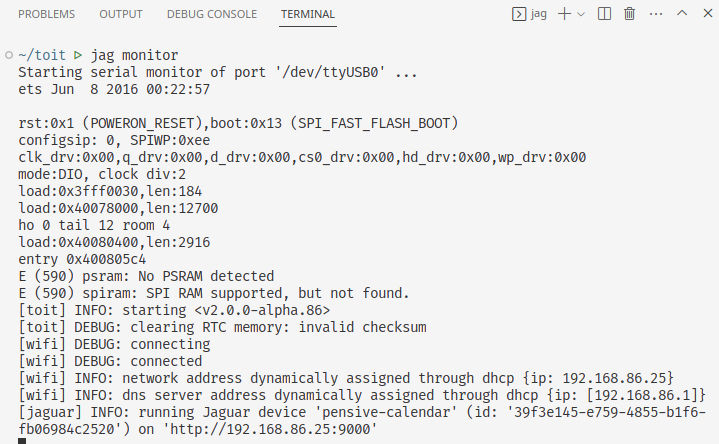 PROBLEMS OUTPUT DEBUG CONSOLE TERMINAL jag
~/toit ▷ jag monitor
Starting serial monitor of port '/dev/ttyUSB0' ...
ets Jun  8 2016 00:22:57
rst:0x1 (POWERON_RESET),boot:0x13 (SPI_FAST_FLASH_BOOT)
configsip: 0, SPIWP:0xee
clk_drv:0x00,q_drv:0x00,d_drv:0x00,cs0_drv:0x00,hd_drv:0x00,wp_drv:0x00
mode:DIO, clock div:2
load:0x3fff0030,len:184
load:0x40078000,len:12700
ho 0 tail 12 room 4
load:0x40080400,len:2916
entry 0x400805c4
E (590) psram: No PSRAM detected
E (590) spiram: SPI RAM supported, but not found.
[toit] INFO: starting <v2.0.0-alpha.86>
[toit] DEBUG: clearing RTC memory: invalid checksum
[wifi] DEBUG: connecting
[wifi] DEBUG: connected
[wifi] INFO: network address dynamically assigned through dhcp {ip: 192.168.86.25}
[wifi] INFO: dns server address dynamically assigned through dhcp {ip: [192.168.86.1]}
[jaguar] INFO: running Jaguar device 'pensive-calendar' (id: '39f3e145-e759-4855-b1f6-
fb06984c2520') on 'http://192.168.86.25:9000'